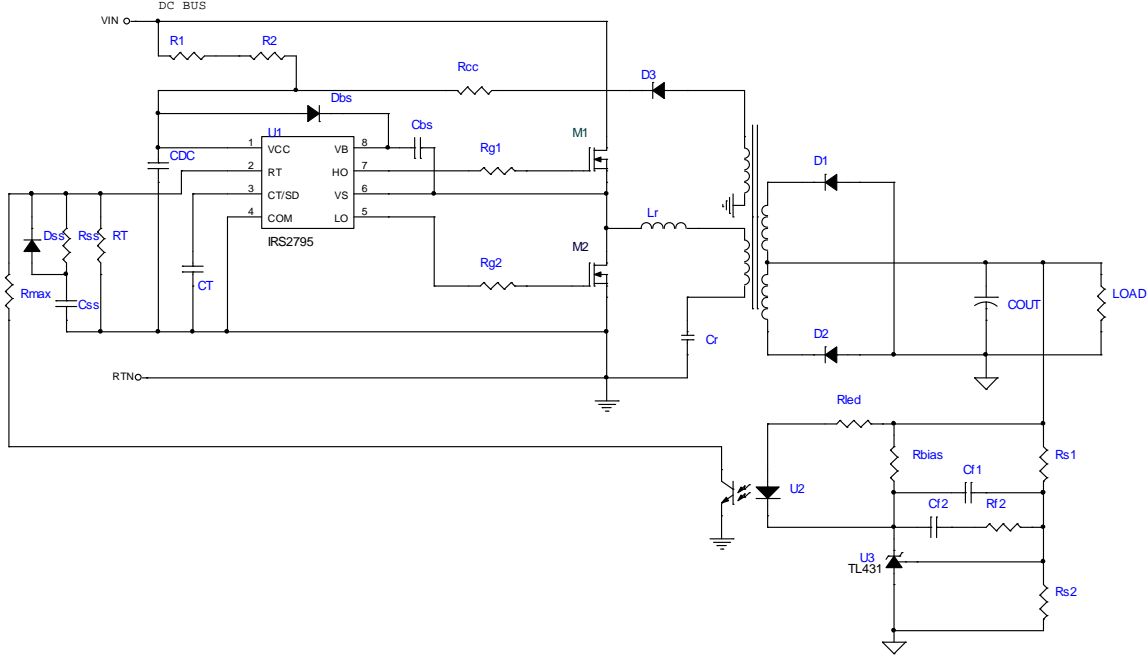 DC BUS
VIN
R1
R2
Rcc
D3
Dbs
Cbs
M1
U1
CDC
1 VCC VB 8
2 RT HO 7
3 CT/SD VS 6
4 COM LO 5
IRS2795
Rg1
D1
Lr
Dss
Rss
RT
M2
Rg2
CT
Rmax
Css
COUT
LOAD
D2
Cr
RTN
Rled
Rbias
Rs1
Cf1
U2
Cf2
Rf2
U3
TL431
Rs2